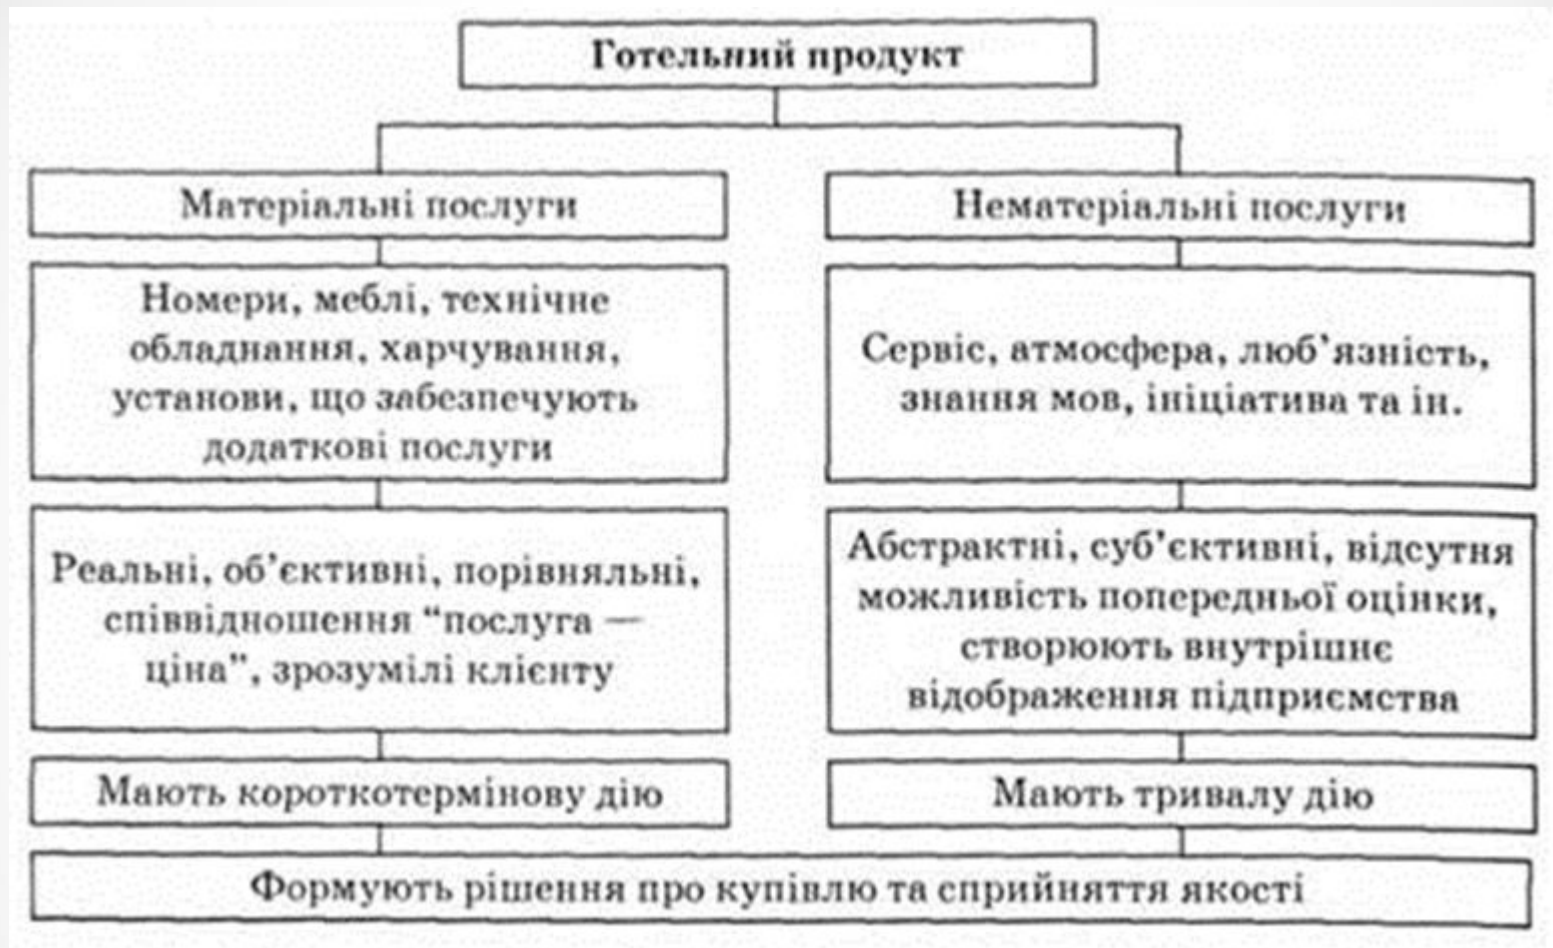 Готельний продукт
Матеріальні послуги
Нематеріальні послуги
Номери, меблі, технічне
обладнання, харчування,
установи, що забезпечують
додаткові послуги
Сервіс, атмосфера, люб’язність,
знання мов, ініціатива та ін.
Реальні, об’єктивні, порівняльні,
співвідношення “послуга —
ціна”, зрозумілі клієнту
Абстрактні, суб’єктивні, відсутня
можливість попередньої оцінки,
створюють внутрішнє
відображення підприємства
Мають короткотермінову дію
Мають тривалу дію
Формують рішення про купівлю та сприйняття якості